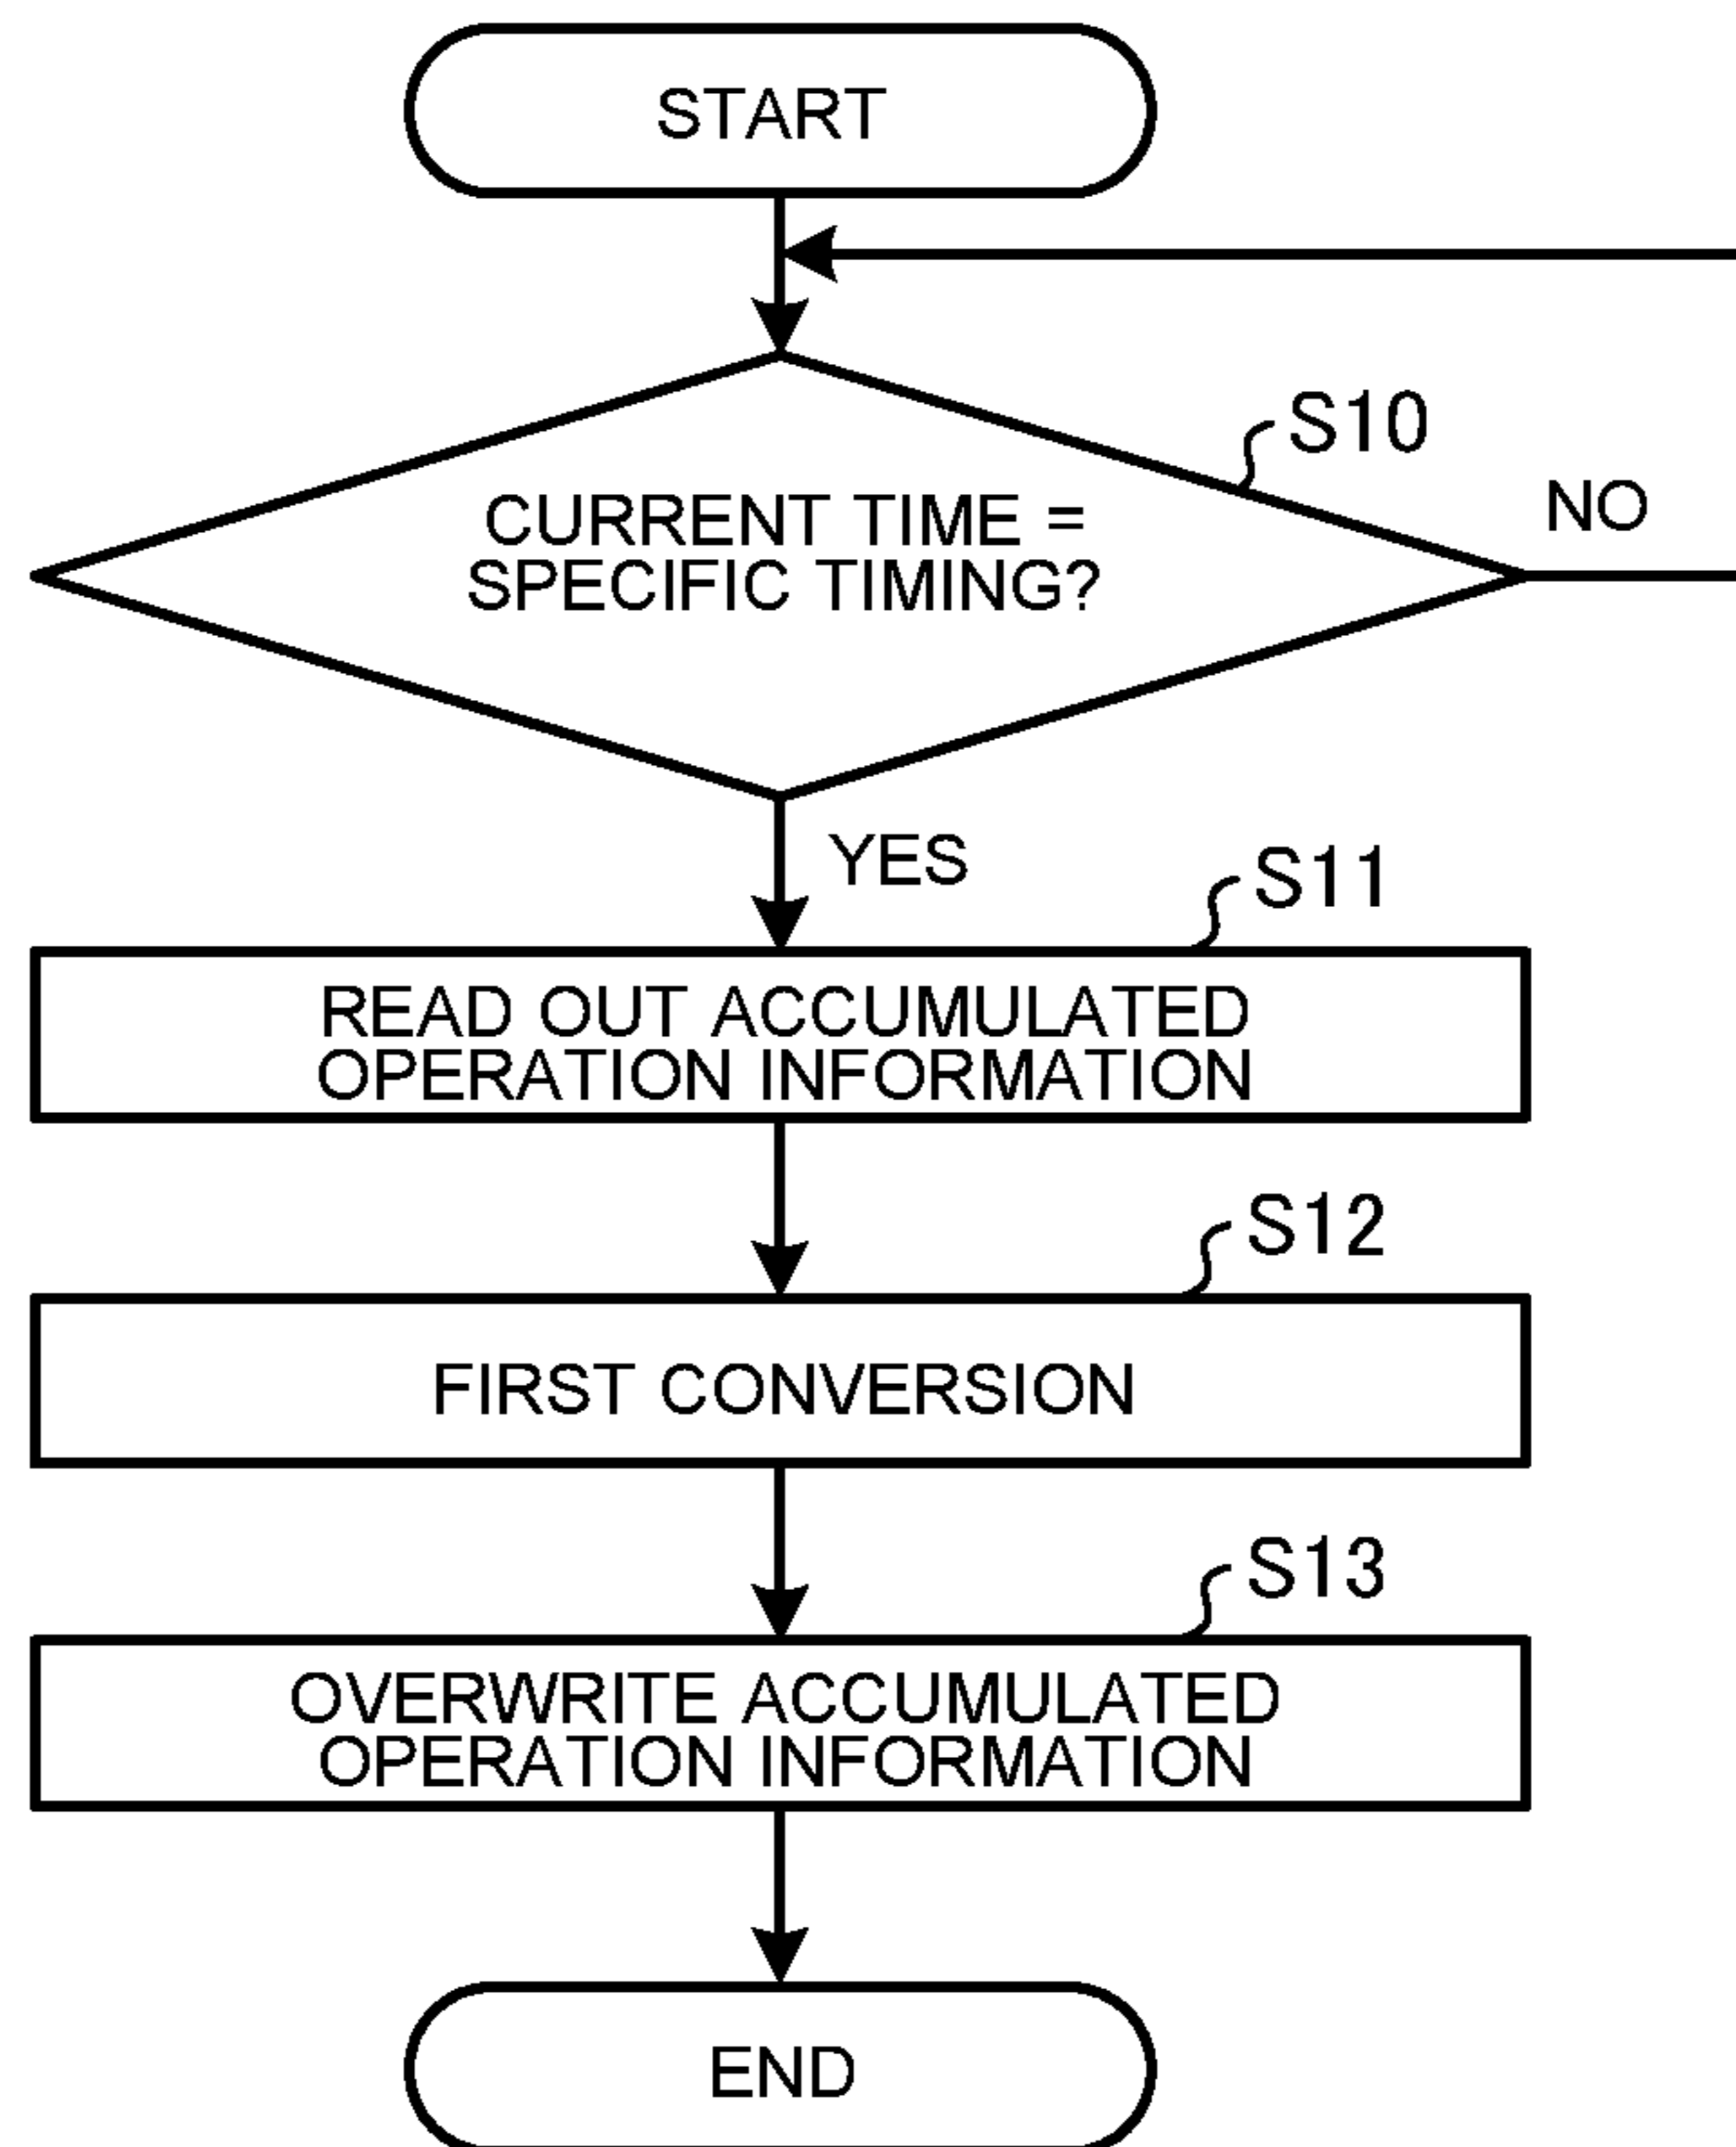 START
S10
CURRENT TIME =
SPECIFIC TIMING?
NO
YES
S11
READ OUT ACCUMULATED
OPERATION INFORMATION
S12
FIRST CONVERSION
S13
OVERWRITE ACCUMULATED
OPERATION INFORMATION
END